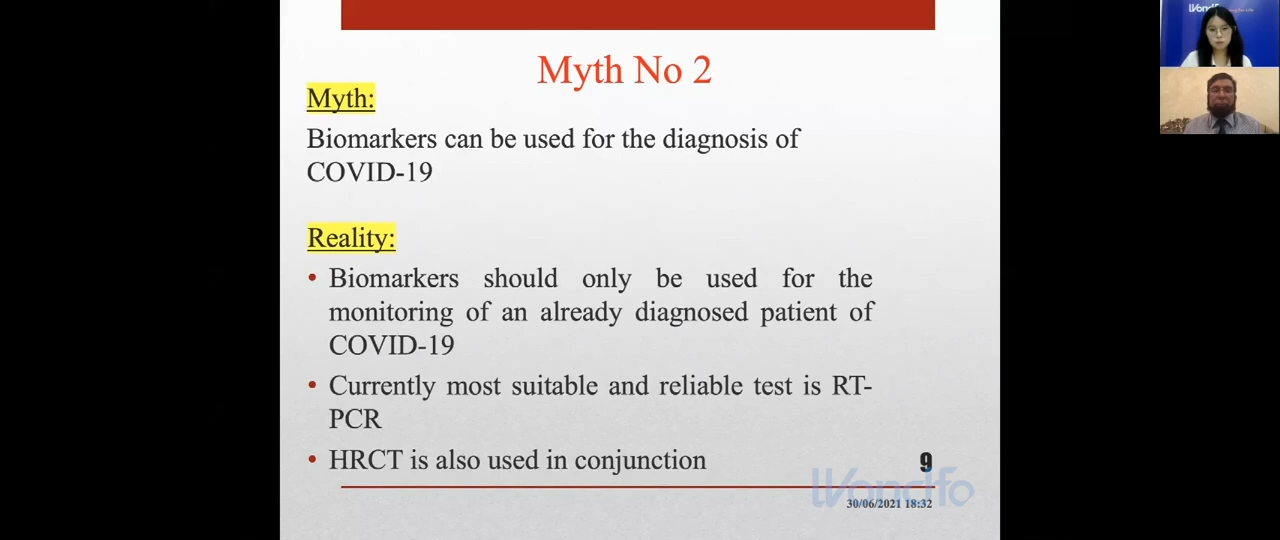 Myth No 2
Myth:
Biomarkers can be used for the diagnosis of
COVID-19
Reality:
• Biomarkers should only be used for the
monitoring of an already diagnosed patient of
COVID-19
• Currently most suitable and reliable test is RT-
PCR
• HRCT is also used in conjunction
9
Wondfo
30/06/2021 18:32
Wondfo